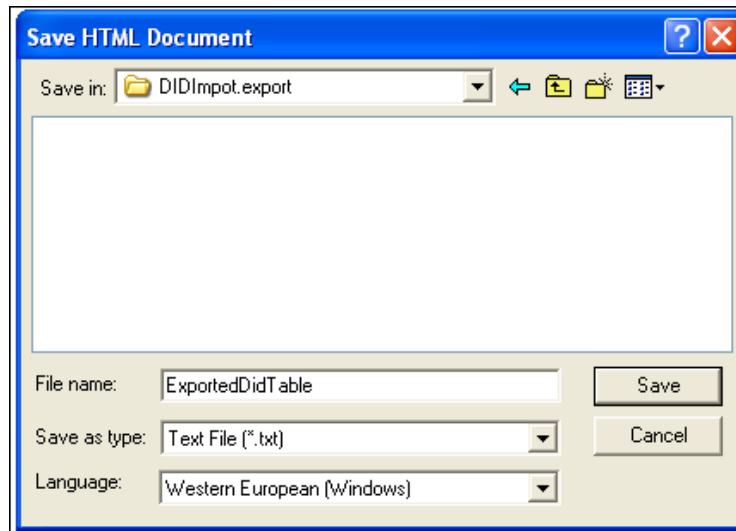 Save HTML Document
Save in: DIDImpot.export
File name: ExportedDidTable Save
Save as type: Text File (*.txt) Cancel
Language: Western European (Windows)